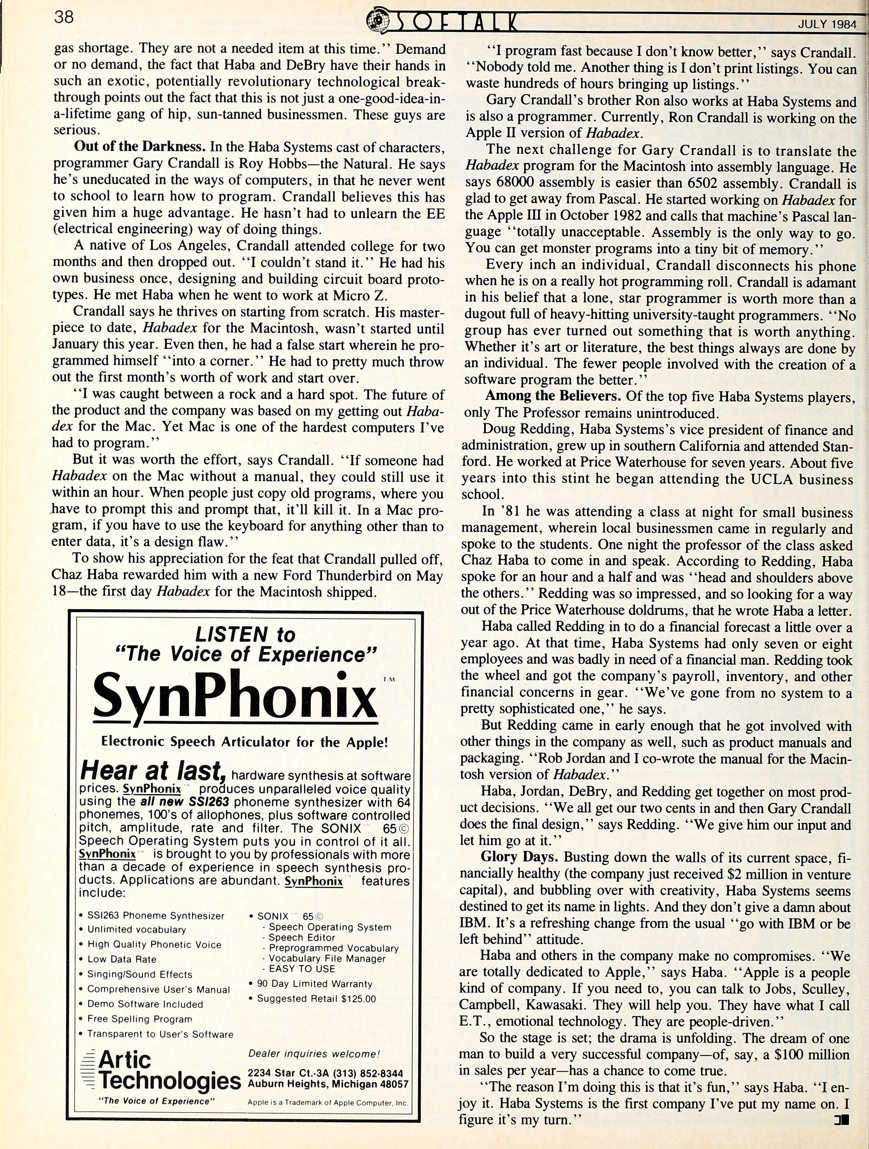 38
SOFTALK
JULY 1984
gas shortage. They are not a needed item at this time.” Demand
or no demand, the fact that Haba and DeBry have their hands in
such an exotic, potentially revolutionary technological break-
through points out the fact that this is not just a one-good-idea-in-
a-lifetime gang of hip, sun-tanned businessmen. These guys are
serious.
Out of the Darkness. In the Haba Systems cast of characters,
programmer Gary Crandall is Roy Hobbs—the Natural. He says
he’s uneducated in the ways of computers, in that he never went
to school to learn how to program. Crandall believes this has
given him a huge advantage. He hasn’t had to unlearn the EE
(electrical engineering) way of doing things.
A native of Los Angeles, Crandall attended college for two
months and then dropped out. “I couldn’t stand it.” He had his
own business once, designing and building circuit board proto-
types. He met Haba when he went to work at Micro Z.
Crandall says he thrives on starting from scratch. His master-
piece to date, Habadex for the Macintosh, wasn’t started until
January this year. Even then, he had a false start wherein he pro-
grammed himself “into a corner.” He had to pretty much throw
out the first month’s worth of work and start over.
“I was caught between a rock and a hard spot. The future of
the product and the company was based on my getting out Haba-
dex for the Mac. Yet Mac is one of the hardest computers I’ve
had to program.”
But it was worth the effort, says Crandall. “If someone had
Habadex on the Mac without a manual, they could still use it
within an hour. When people just copy old programs, where you
have to prompt this and prompt that, it’ll kill it. In a Mac pro-
gram, if you have to use the keyboard for anything other than to
enter data, it’s a design flaw.”
To show his appreciation for the feat that Crandall pulled off,
Chaz Haba rewarded him with a new Ford Thunderbird on May
18—the first day Habadex for the Macintosh shipped.
LISTEN to
“The Voice of Experience”
SynPhonix™
Electronic Speech Articulator for the Apple!
Hear at last, hardware synthesis at software
prices. SynPhonix™ produces unparalleled voice quality
using the all new SSI263 phoneme synthesizer with 64
phonemes, 100’s of allophones, plus software controlled
pitch, amplitude, rate and filter. The SONIX™ 65©
Speech Operating System puts you in control of it all.
SynPhonix™ is brought to you by professionals with more
than a decade of experience in speech synthesis pro-
ducts. Applications are abundant. SynPhonix™ features
include:
• SSI263 Phoneme Synthesizer
• Unlimited vocabulary
• High Quality Phonetic Voice
• Low Data Rate
• Singing/Sound Effects
• Comprehensive User’s Manual
• Demo Software Included
• Free Spelling Program
• Transparent to User’s Software
• SONIX™ 65©
- Speech Operating System
- Speech Editor
- Preprogrammed Vocabulary
- Vocabulary File Manager
- EASY TO USE
• 90 Day Limited Warranty
• Suggested Retail $125.00
Artic
Technologies
“The Voice of Experience”
Dealer inquiries welcome!
2234 Star Ct.-3A (313) 852-8344
Auburn Heights, Michigan 48057
Apple is a Trademark of Apple Computer, Inc.
“I program fast because I don’t know better,” says Crandall.
“Nobody told me. Another thing is I don’t print listings. You can
waste hundreds of hours bringing up listings.”
Gary Crandall’s brother Ron also works at Haba Systems and
is also a programmer. Currently, Ron Crandall is working on the
Apple II version of Habadex.
The next challenge for Gary Crandall is to translate the
Habadex program for the Macintosh into assembly language. He
says 68000 assembly is easier than 6502 assembly. Crandall is
glad to get away from Pascal. He started working on Habadex for
the Apple III in October 1982 and calls that machine’s Pascal lan-
guage “totally unacceptable. Assembly is the only way to go.
You can get monster programs into a tiny bit of memory.”
Every inch an individual, Crandall disconnects his phone
when he is on a really hot programming roll. Crandall is adamant
in his belief that a lone, star programmer is worth more than a
dugout full of heavy-hitting university-taught programmers. “No
group has ever turned out something that is worth anything.
Whether it’s art or literature, the best things always are done by
an individual. The fewer people involved with the creation of a
software program the better.”
Among the Believers. Of the top five Haba Systems players,
only The Professor remains unintroduced.
Doug Redding, Haba Systems’s vice president of finance and
administration, grew up in southern California and attended Stan-
ford. He worked at Price Waterhouse for seven years. About five
years into this stint he began attending the UCLA business
school.
In ’81 he was attending a class at night for small business
management, wherein local businessmen came in regularly and
spoke to the students. One night the professor of the class asked
Chaz Haba to come in and speak. According to Redding, Haba
spoke for an hour and a half and was “head and shoulders above
the others.” Redding was so impressed, and so looking for a way
out of the Price Waterhouse doldrums, that he wrote Haba a letter.
Haba called Redding in to do a financial forecast a little over a
year ago. At that time, Haba Systems had only seven or eight
employees and was badly in need of a financial man. Redding took
the wheel and got the company’s payroll, inventory, and other
financial concerns in gear. “We’ve gone from no system to a
pretty sophisticated one,” he says.
But Redding came in early enough that he got involved with
other things in the company as well, such as product manuals and
packaging. “Rob Jordan and I co-wrote the manual for the Macin-
tosh version of Habadex.”
Haba, Jordan, DeBry, and Redding get together on most prod-
uct decisions. “We all get our two cents in and then Gary Crandall
does the final design,” says Redding. “We give him our input and
let him go at it.”
Glory Days. Busting down the walls of its current space, fi-
nancially healthy (the company just received $2 million in venture
capital), and bubbling over with creativity, Haba Systems seems
destined to get its name in lights. And they don’t give a damn about
IBM. It’s a refreshing change from the usual “go with IBM or be
left behind” attitude.
Haba and others in the company make no compromises. “We
are totally dedicated to Apple,” says Haba. “Apple is a people
kind of company. If you need to, you can talk to Jobs, Sculley,
Campbell, Kawasaki. They will help you. They have what I call
E.T., emotional technology. They are people-driven.”
So the stage is set; the drama is unfolding. The dream of one
man to build a very successful company—of, say, a $100 million
in sales per year—has a chance to come true.
“The reason I’m doing this is that it’s fun,” says Haba. “I en-
joy it. Haba Systems is the first company I’ve put my name on. I
figure it’s my turn.”